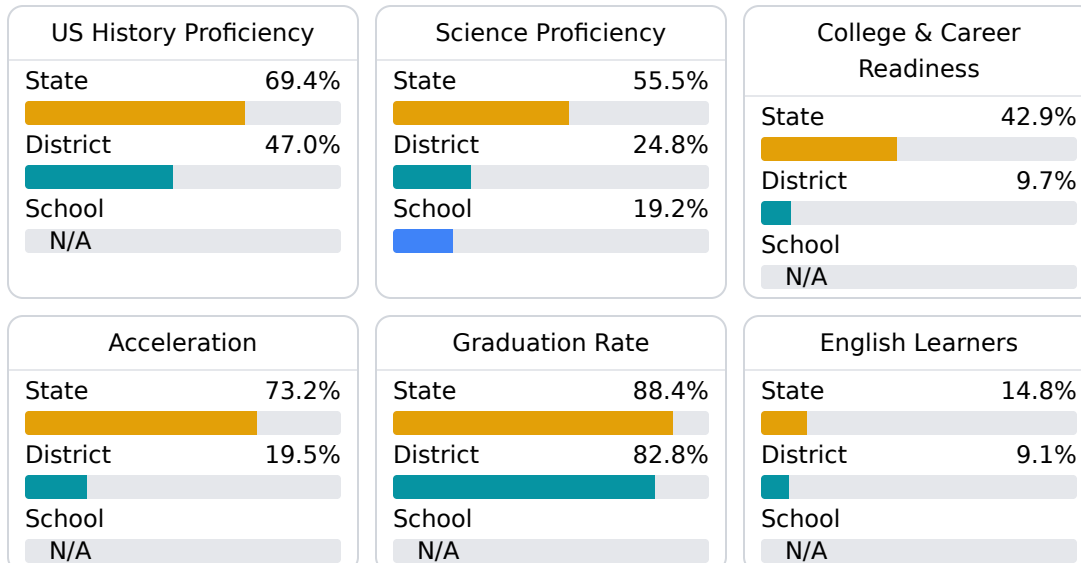 US History Proficiency
State 69.4%
District 47.0%
School
N/A
Science Proficiency
State 55.5%
District 24.8%
School 19.2%
College & Career
Readiness
State 42.9%
District 9.7%
School
N/A
Acceleration
State 73.2%
District 19.5%
School
N/A
Graduation Rate
State 88.4%
District 82.8%
School
N/A
English Learners
State 14.8%
District 9.1%
School
N/A